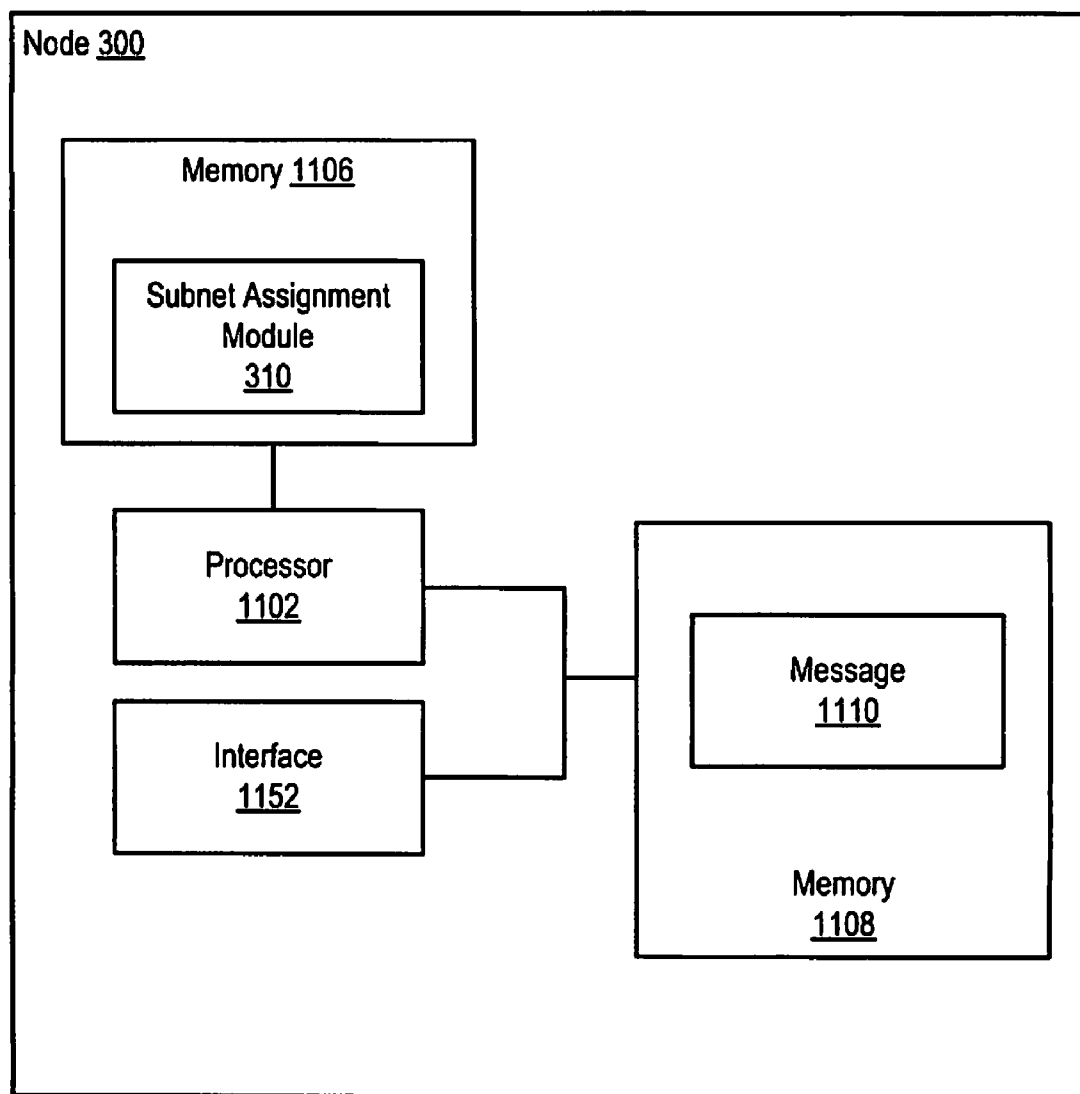 Node 300
Memory 1106
Subnet Assignment
Module
310
Processor
1102
Interface
1152
Message
1110
Memory
1108